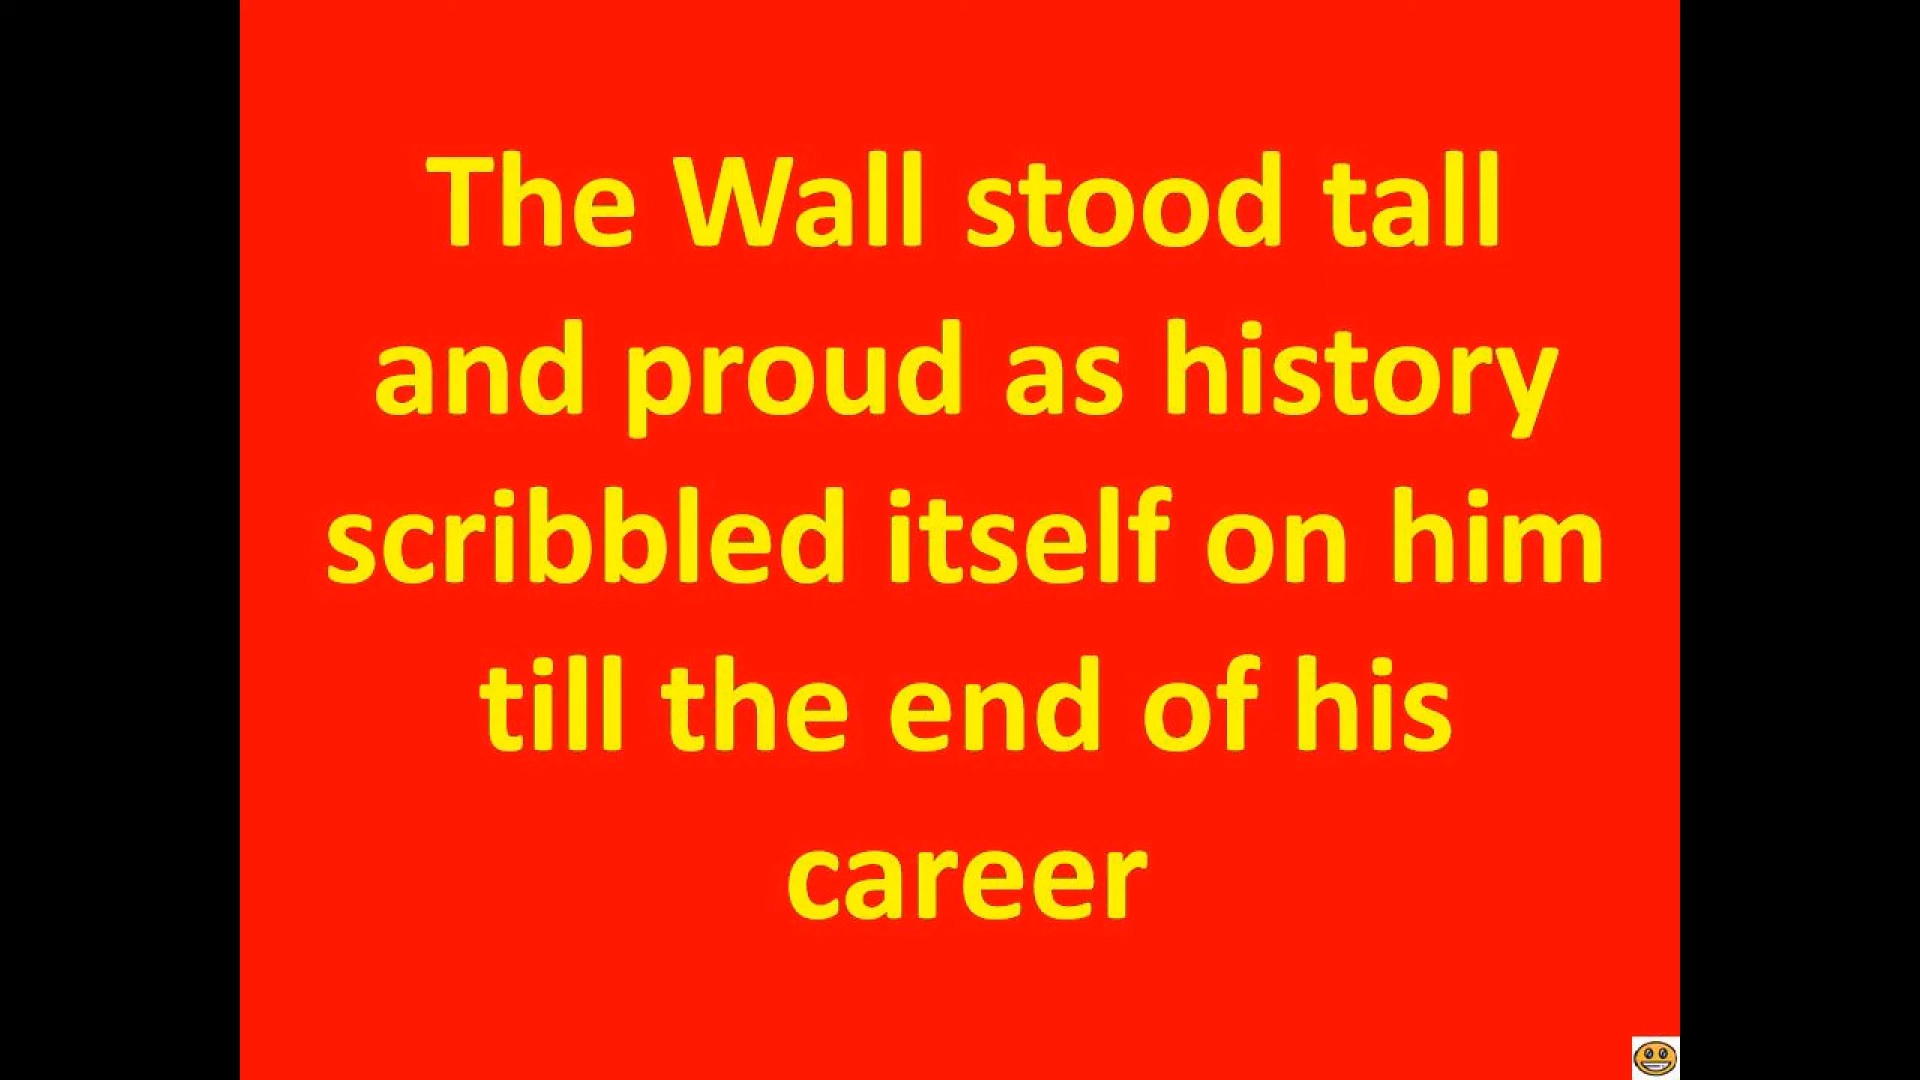 The Wall stood tall
and proud as history
scribbled itself on him
till the end of his
career